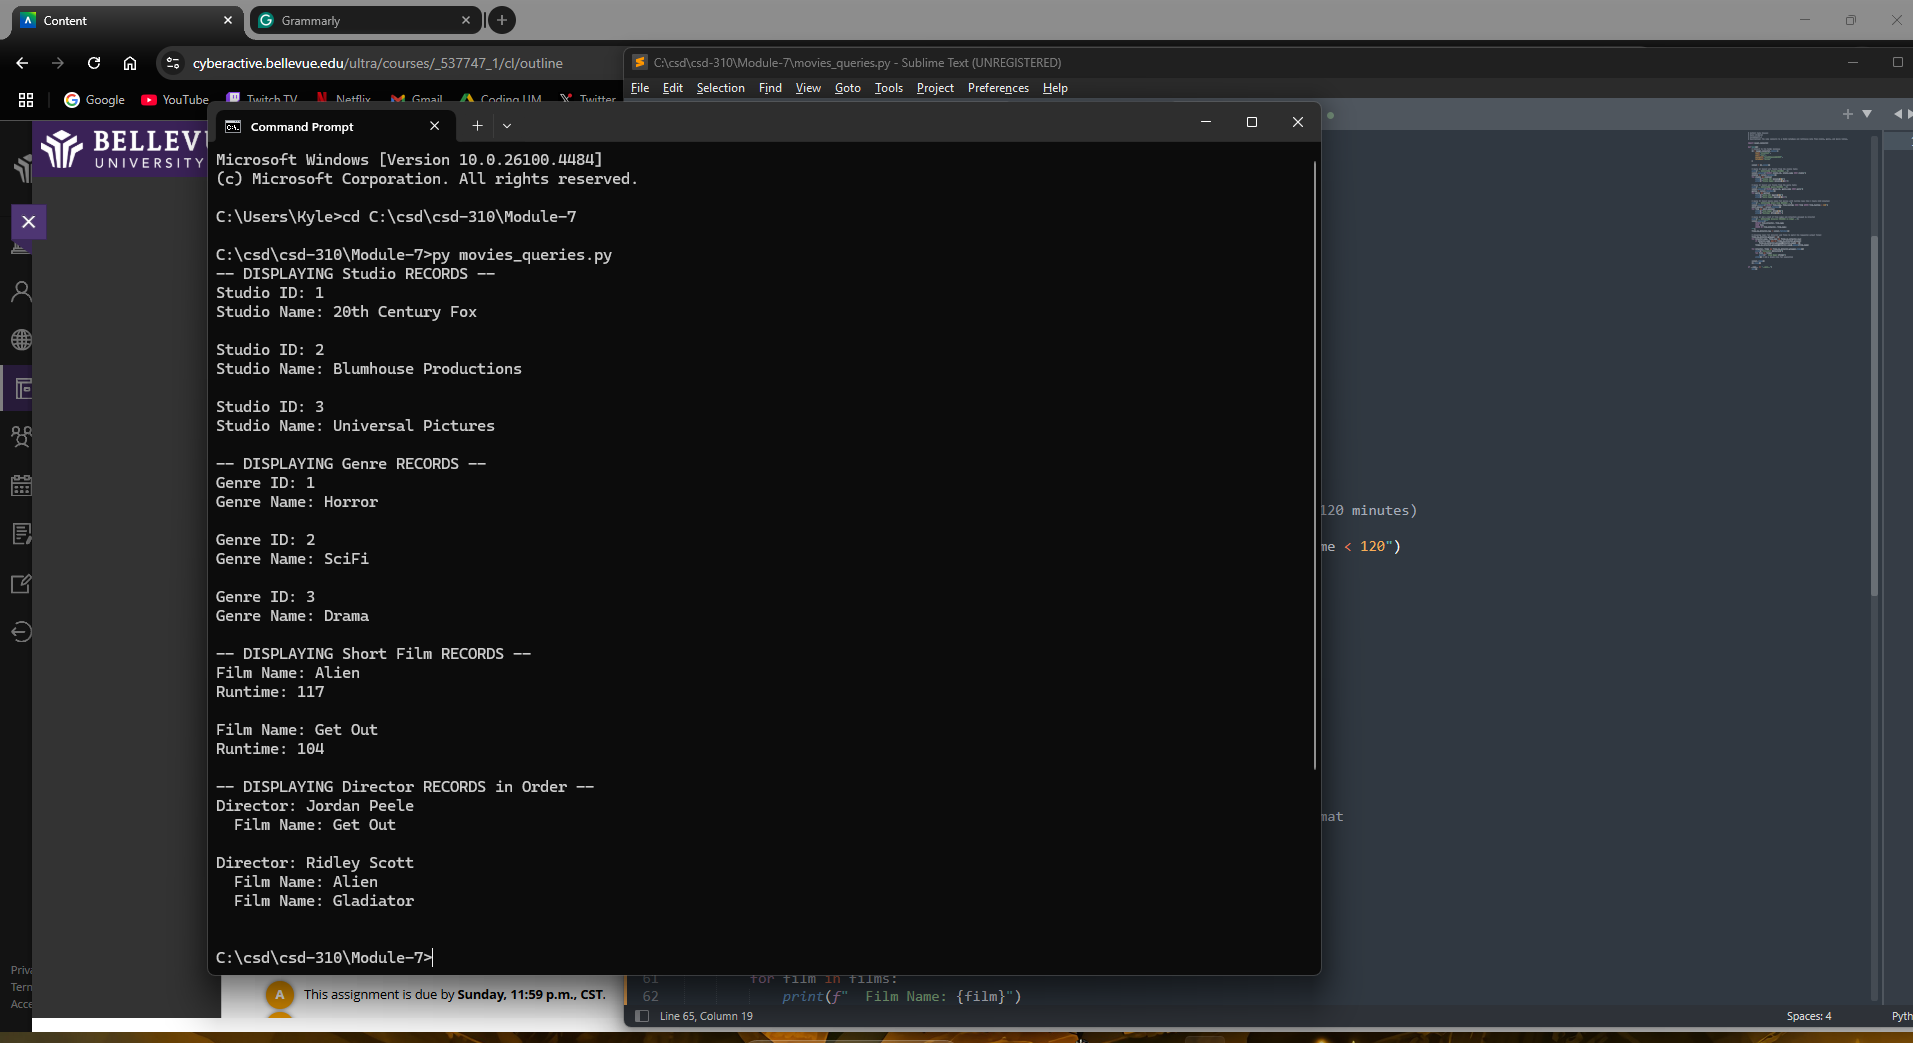 Content
Grammarly
cyberactive.bellevue.edu/ultra/courses/_537747_1/cl/outline
C:\csd\csd-310\Module-7\movies_queries.py - Sublime Text (UNREGISTERED)
File Edit Selection Find View Goto Tools Project Preferences Help
Google YouTube Twitch TV Netflix Gmail Coding UM Twitter
BELLEVU
UNIVERSITY
Command Prompt
Microsoft Windows [Version 10.0.26100.4484]
(c) Microsoft Corporation. All rights reserved.
C:\Users\Kyle>cd C:\csd\csd-310\Module-7
C:\csd\csd-310\Module-7>py movies_queries.py
-- DISPLAYING Studio RECORDS --
Studio ID: 1
Studio Name: 20th Century Fox
Studio ID: 2
Studio Name: Blumhouse Productions
Studio ID: 3
Studio Name: Universal Pictures
-- DISPLAYING Genre RECORDS --
Genre ID: 1
Genre Name: Horror
Genre ID: 2
Genre Name: SciFi
Genre ID: 3
Genre Name: Drama
-- DISPLAYING Short Film RECORDS --
Film Name: Alien
Runtime: 117
Film Name: Get Out
Runtime: 104
-- DISPLAYING Director RECORDS in Order --
Director: Jordan Peele
Film Name: Get Out
Director: Ridley Scott
Film Name: Alien
Film Name: Gladiator
C:\csd\csd-310\Module-7>
120 minutes)
me < 120")
mat
Priva
Term
Acce
A
This assignment is due by Sunday, 11:59 p.m., CST.
61 for film in films:
62 print(f" Film Name: {film}")
Line 65, Column 19
Spaces: 4
Pyth